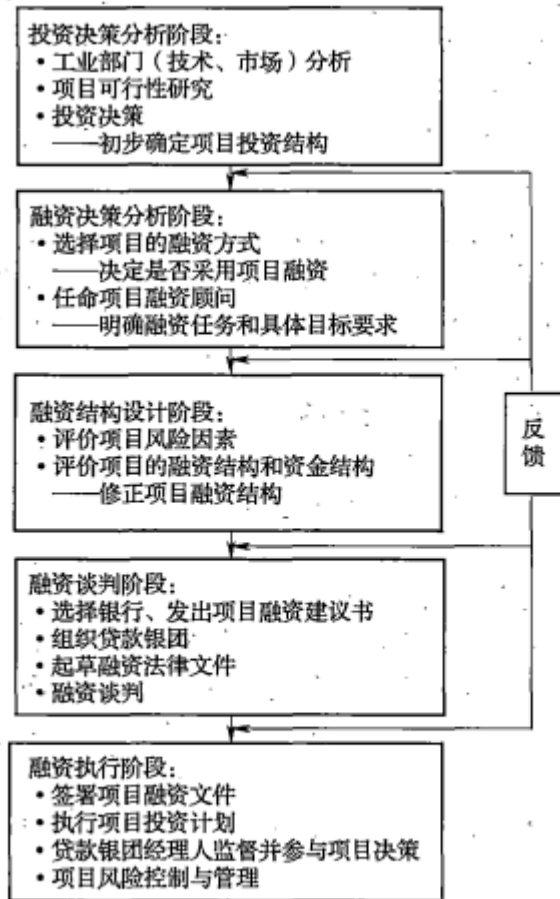 投资决策分析阶段：
•工业部门（技术、市场）分析
•项目可行性研究
•投资决策
——初步确定项目投资结构
融资决策分析阶段：
•选择项目的融资方式
——决定是否采用项目融资
•任命项目融资顾问
——明确融资任务和具体目标要求
融资结构设计阶段：
•评价项目风险因素
•评价项目的融资结构和资金结构
——修正项目融资结构
反
馈
融资谈判阶段：
•选择银行、发出项目融资建议书
•组织贷款银团
•起草融资法律文件
•融资谈判
融资执行阶段：
•签署项目融资文件
•执行项目投资计划
•贷款银团经理人监督并参与项目决策
•项目风险控制与管理